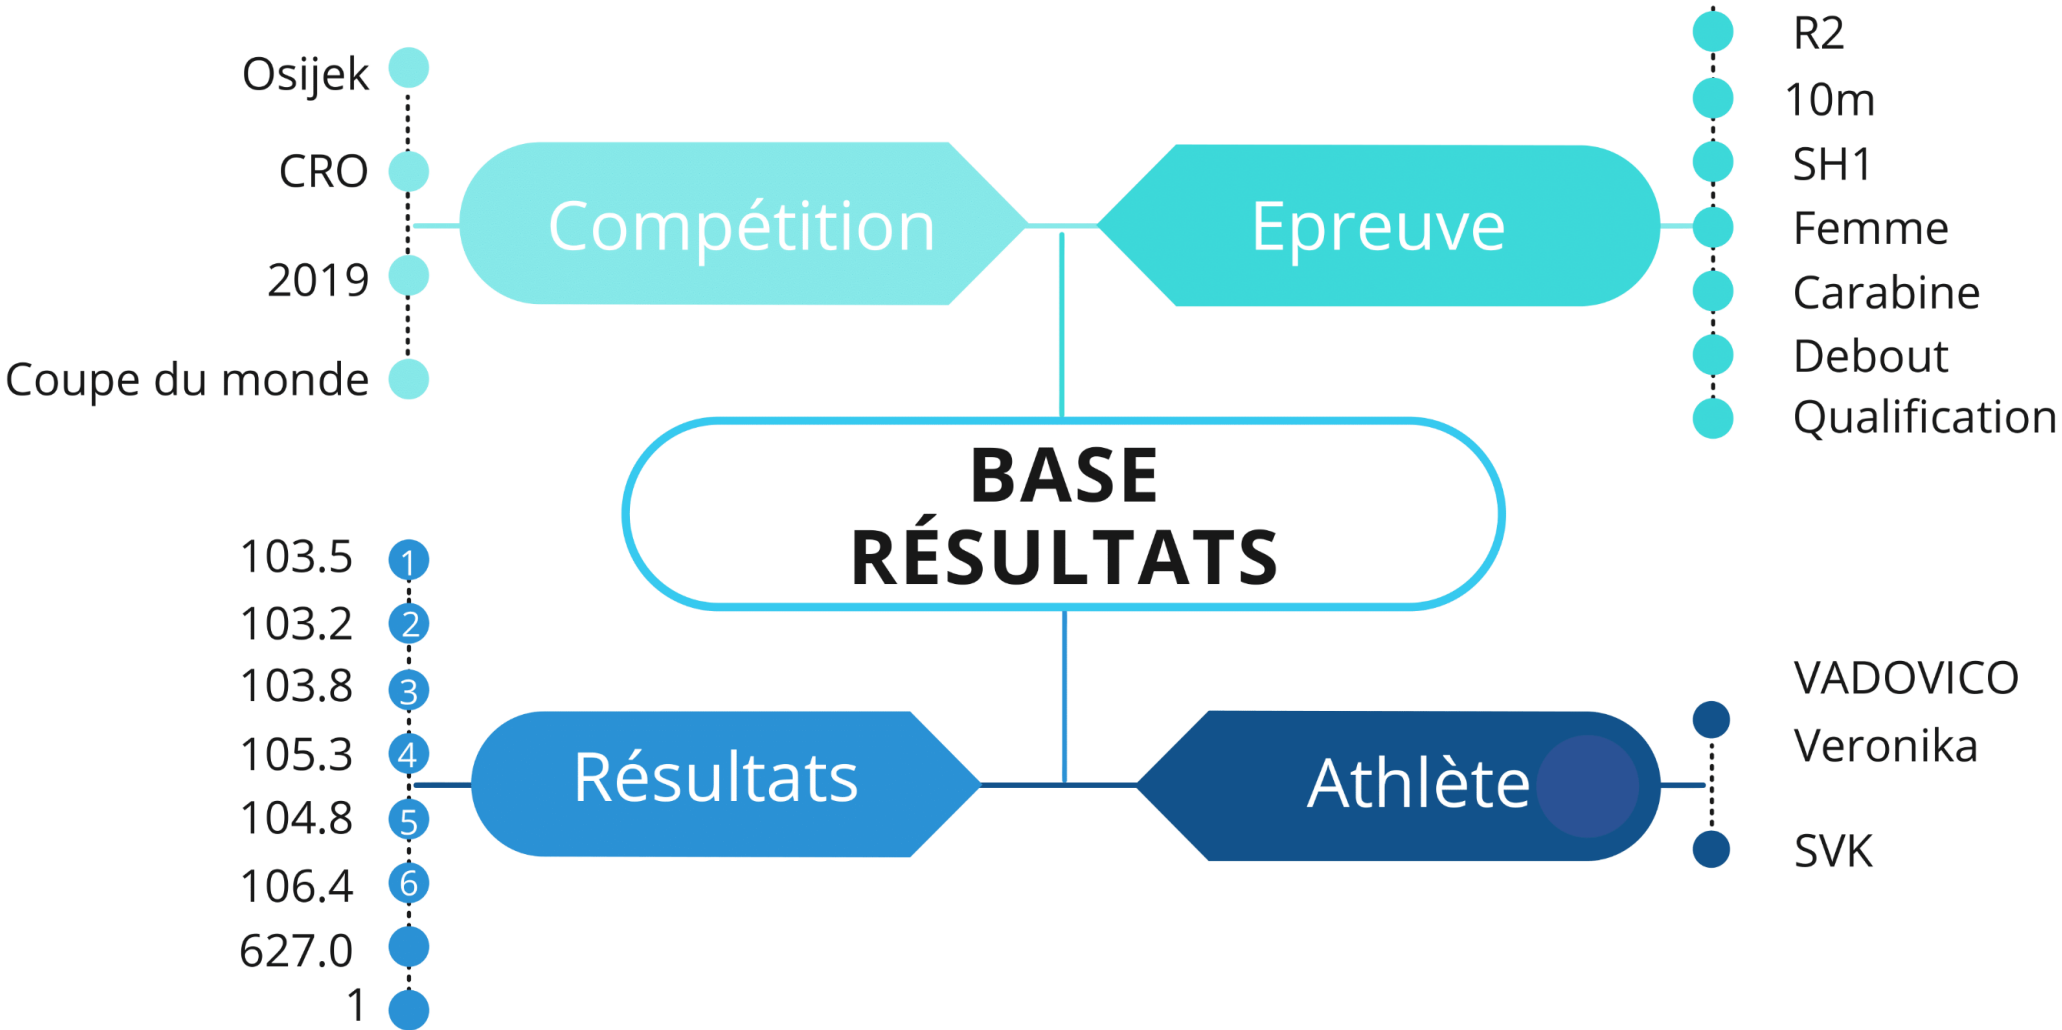 Osijek
CRO
2019
Coupe du monde
Compétition
Epreuve
R2
10m
SH1
Femme
Carabine
Debout
Qualification
BASE
RÉSULTATS
103.5 1
103.2 2
103.8 3
105.3 4
104.8 5
106.4 6
627.0
1
Résultats
Athlète
VADOVICO
Veronika
SVK